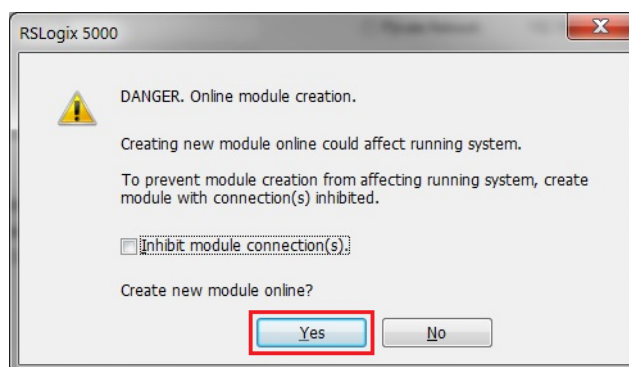 RSLogix 5000
DANGER. Online module creation.
Creating new module online could affect running system.
To prevent module creation from affecting running system, create
module with connection(s) inhibited.
Inhibit module connection(s).
Create new module online?
Yes No